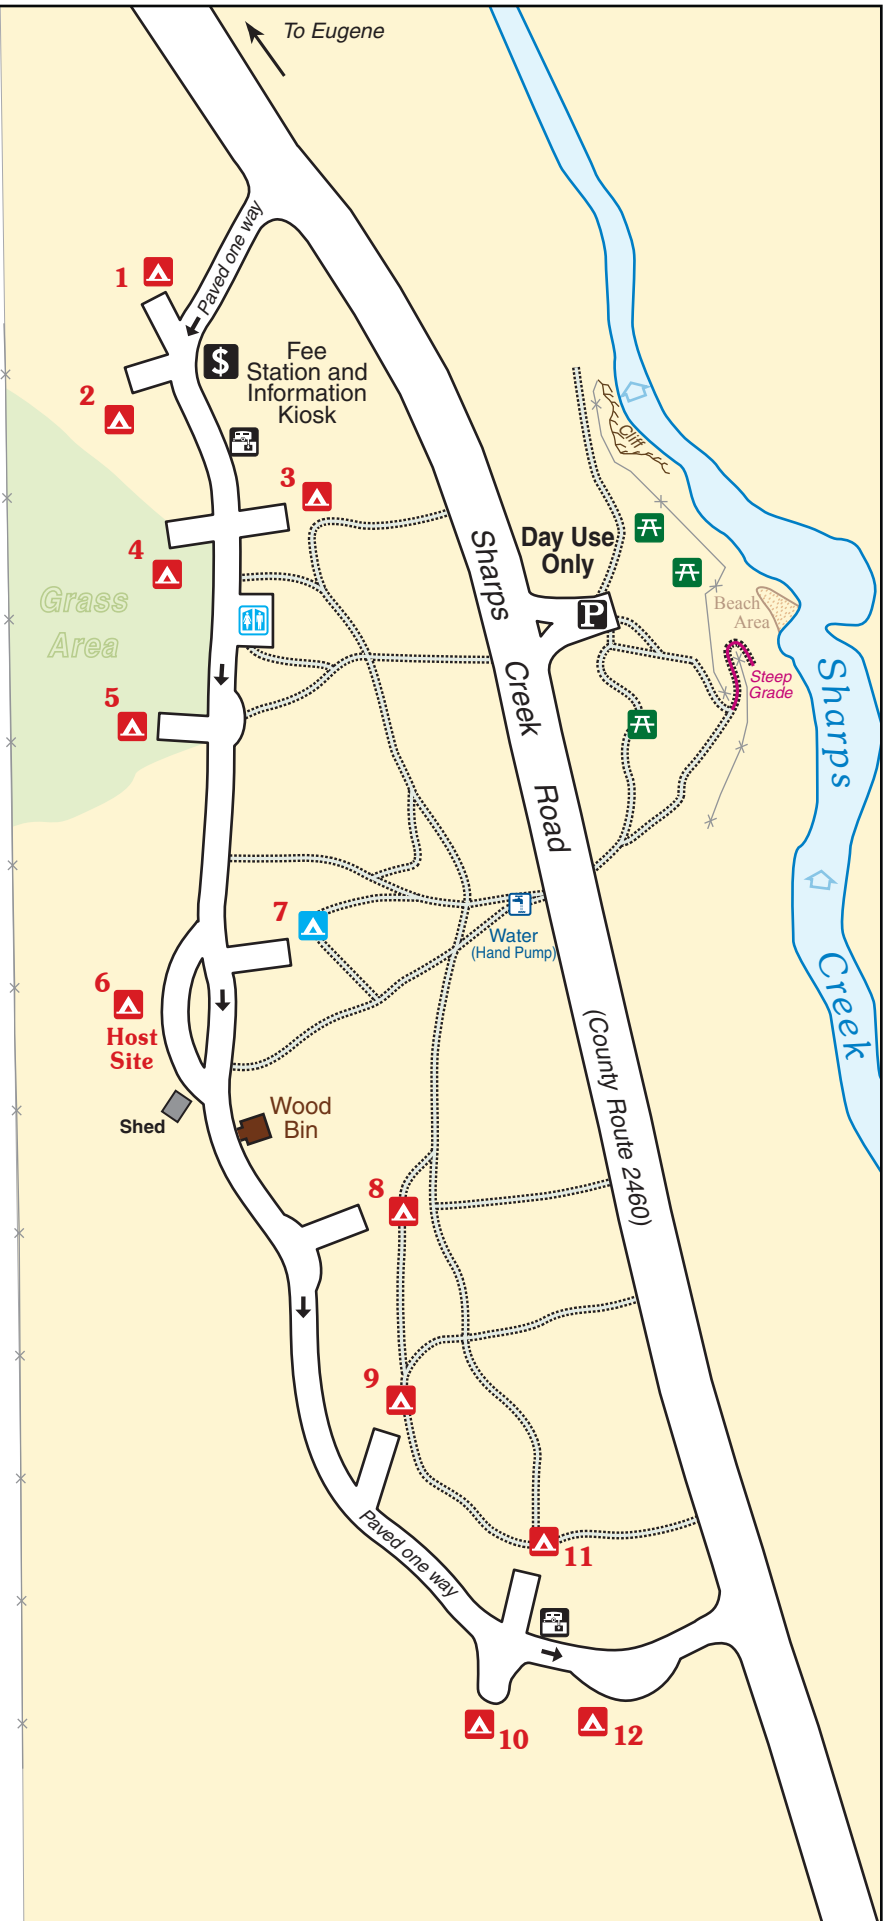 To Eugene
Paved one way
1
$
Fee
Station and
Information
Kiosk
2
3
Sharps
Creek
Road
(County Route 2460)
Day Use
Only
P
Cliff
Beach
Area
Steep
Grade
4
Grass
Area
5
Sharps
Creek
7
Water
(Hand Pump)
6
Host
Site
Shed
Wood
Bin
8
9
Paved one way
11
10
12